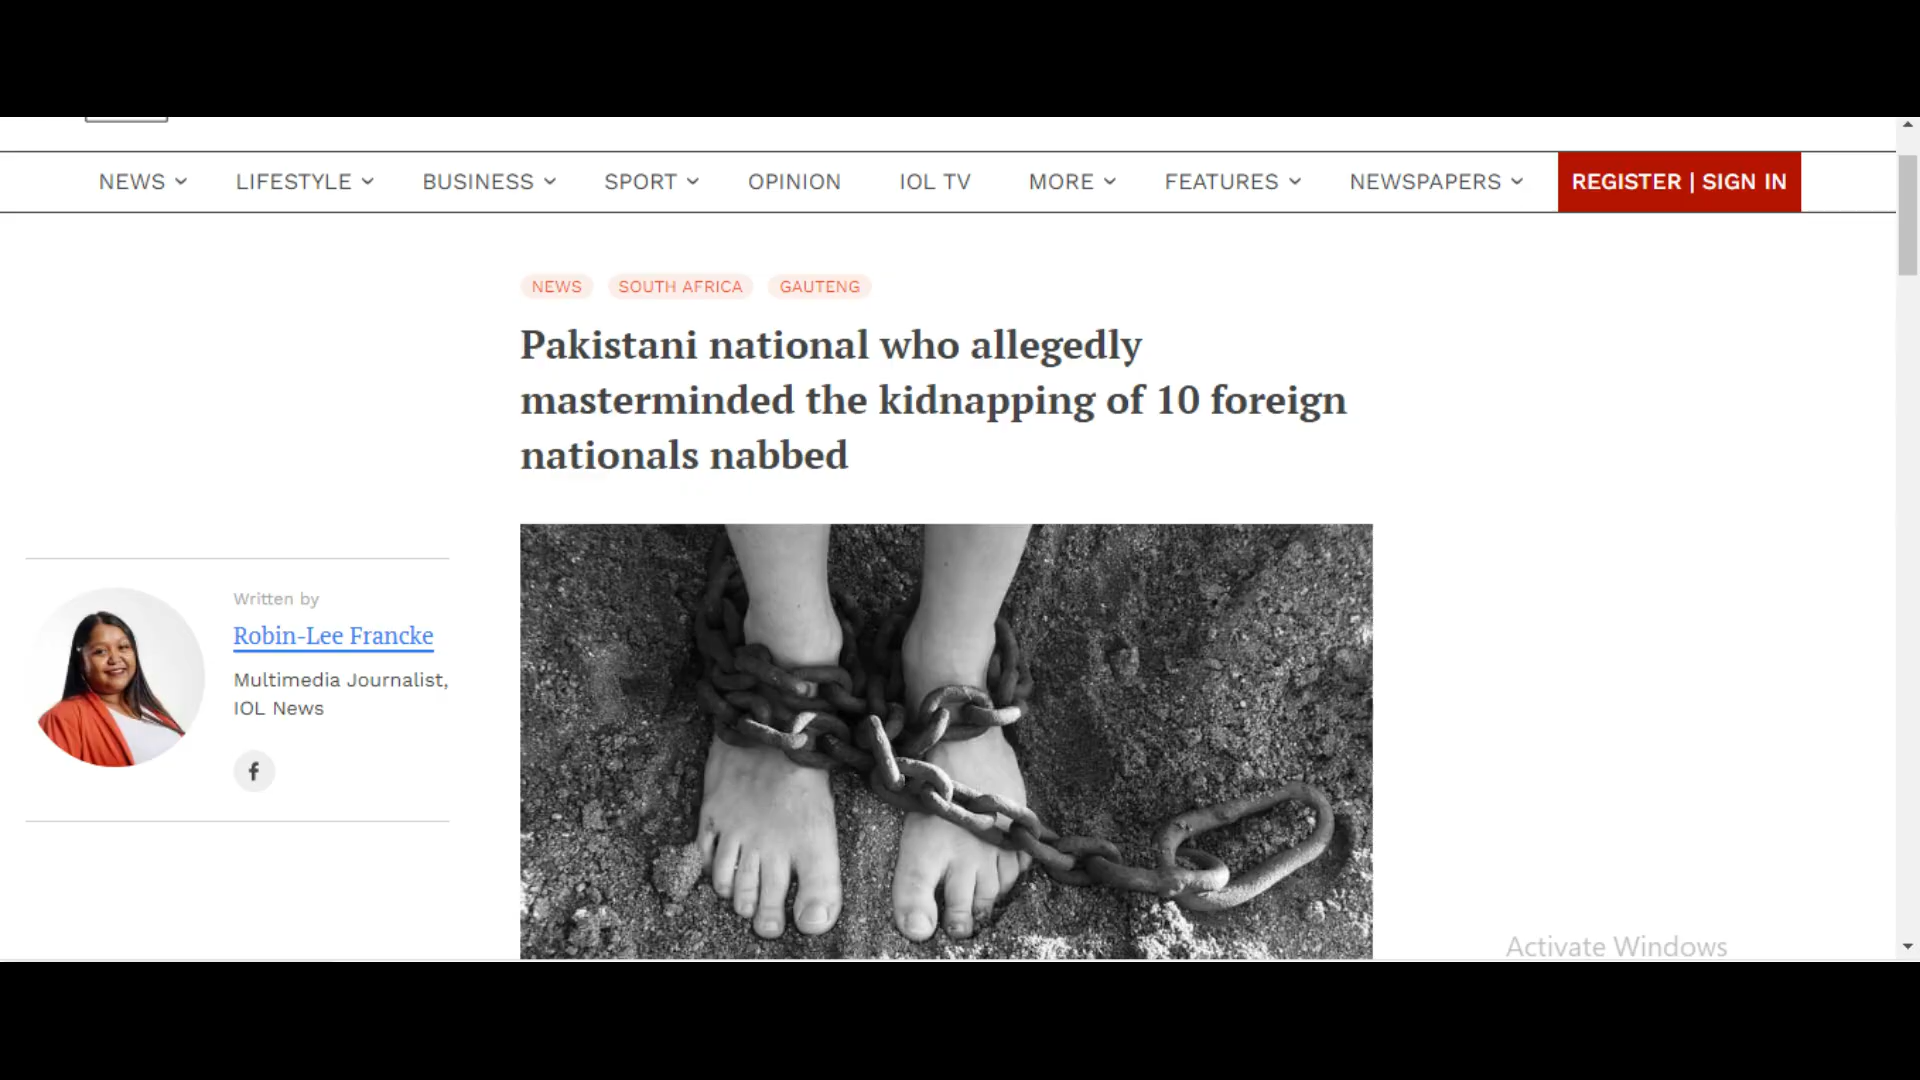 NEWS LIFESTYLE BUSINESS SPORT OPINION IOL TV MORE FEATURES NEWSPAPERS REGISTER | SIGN IN
NEWS SOUTH AFRICA GAUTENG
Pakistani national who allegedly
masterminded the kidnapping of 10 foreign
nationals nabbed
Written by
Robin-Lee Francke
Multimedia Journalist,
IOL News
f
Activate Windows